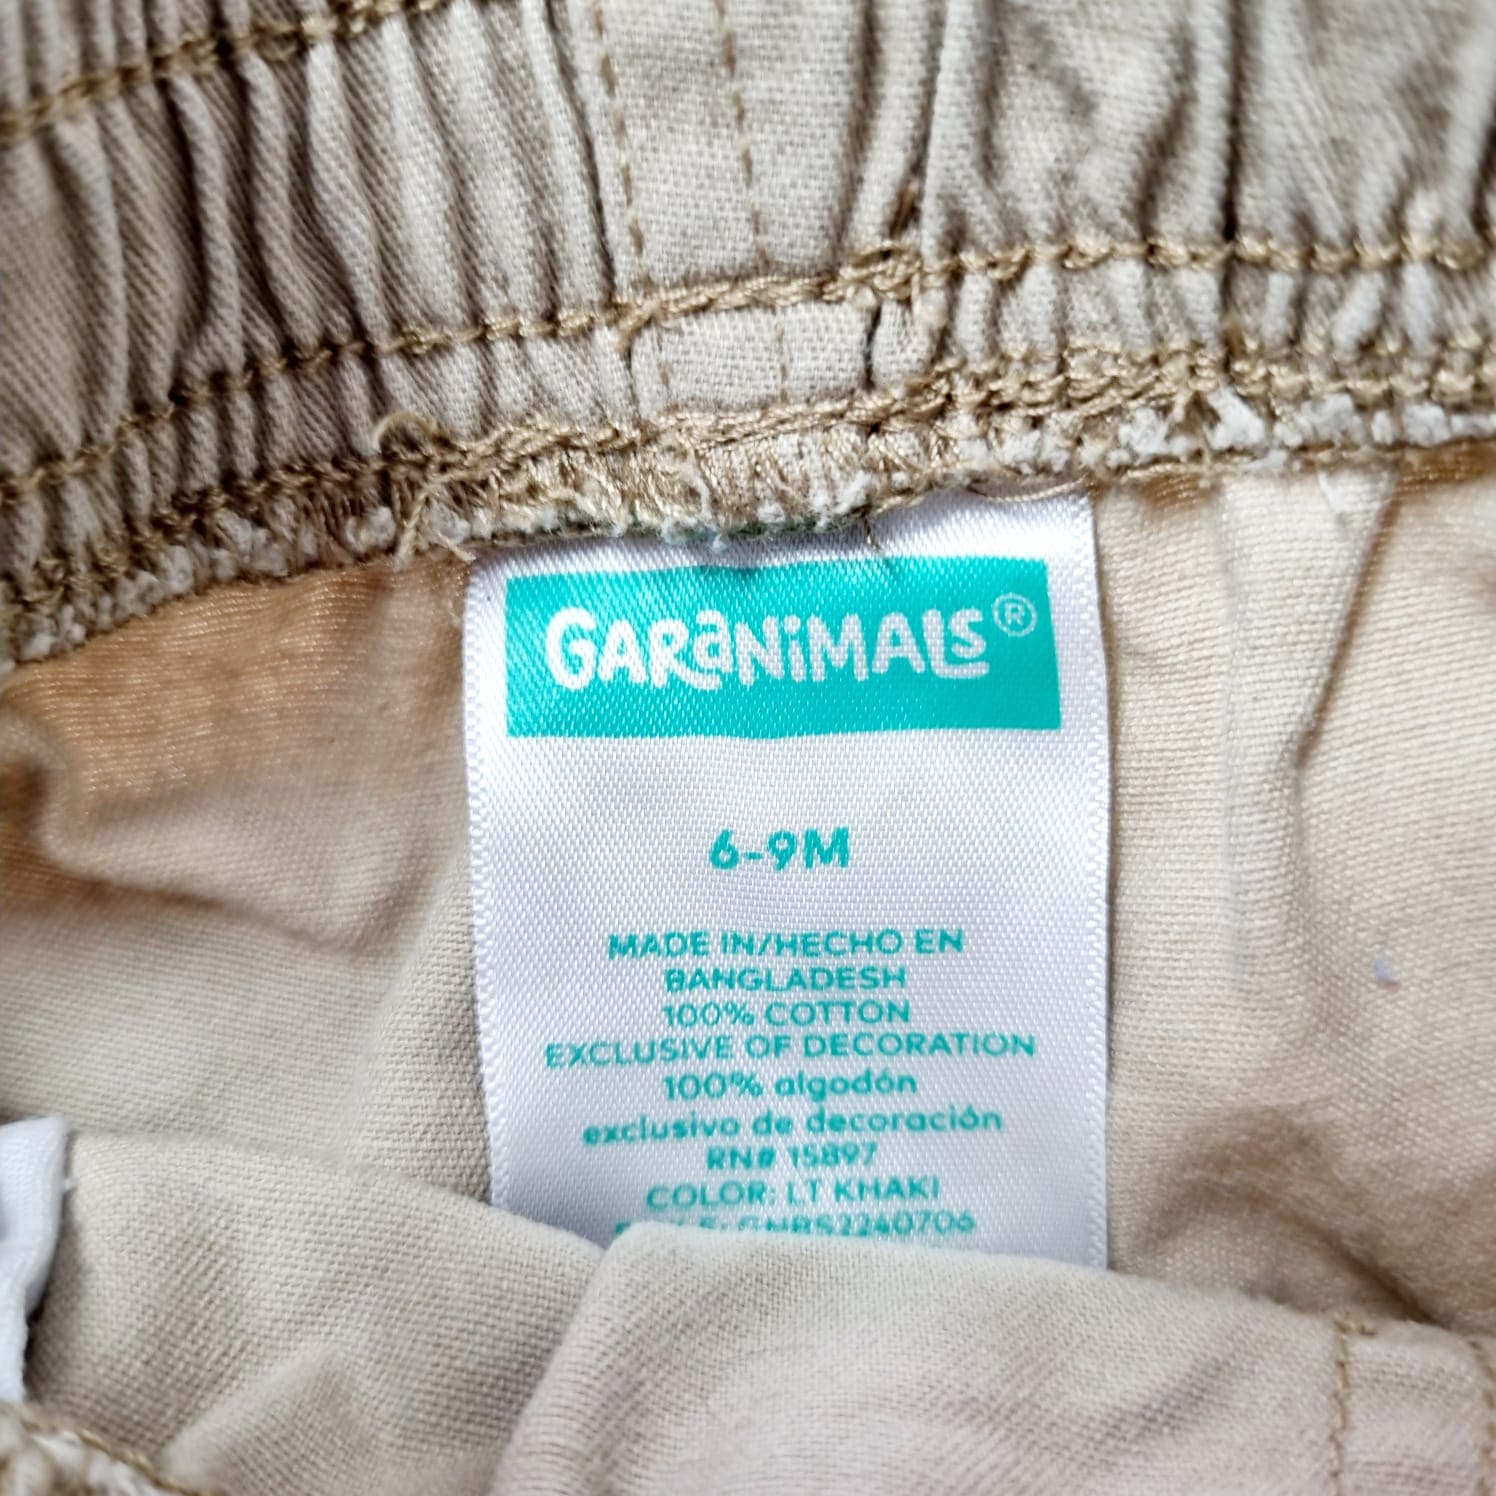 GARANIMALS®
6-9M
MADE IN/HECHO EN
BANGLADESH
100% COTTON
EXCLUSIVE OF DECORATION
100% algodón
exclusivo de decoración
RN# 15897
COLOR: LT KHAKI
GNBS2240706